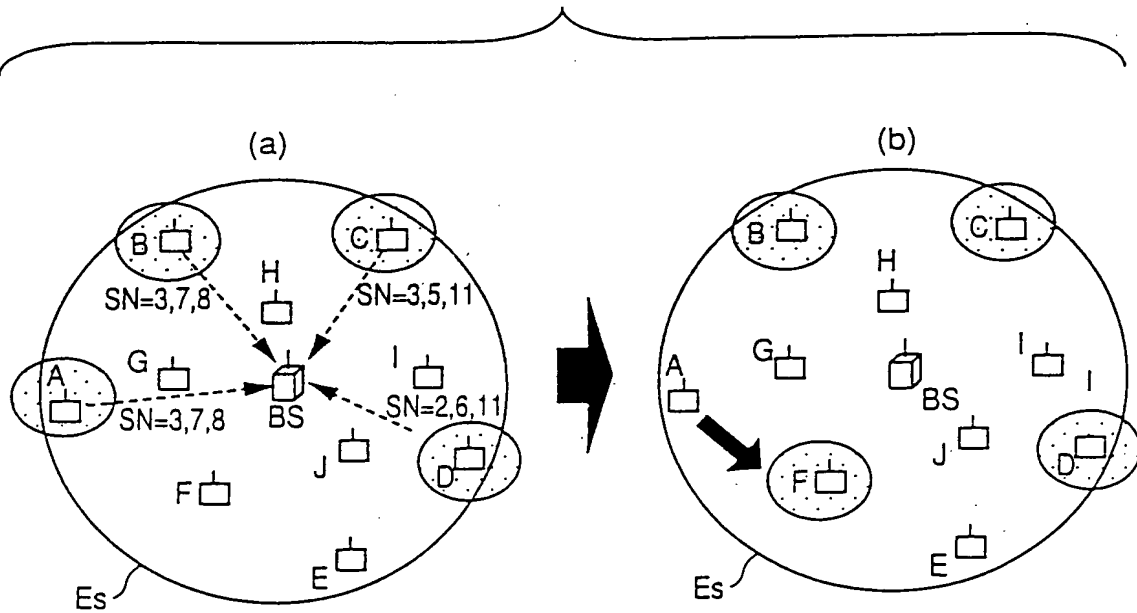 (a)
B
C
H
SN=3,7,8
SN=3,5,11
G
I
A
BS
SN=3,7,8
SN=2,6,11
J
D
F
E
Es
(b)
B
C
H
A
G
I
I
BS
J
D
F
E
Es